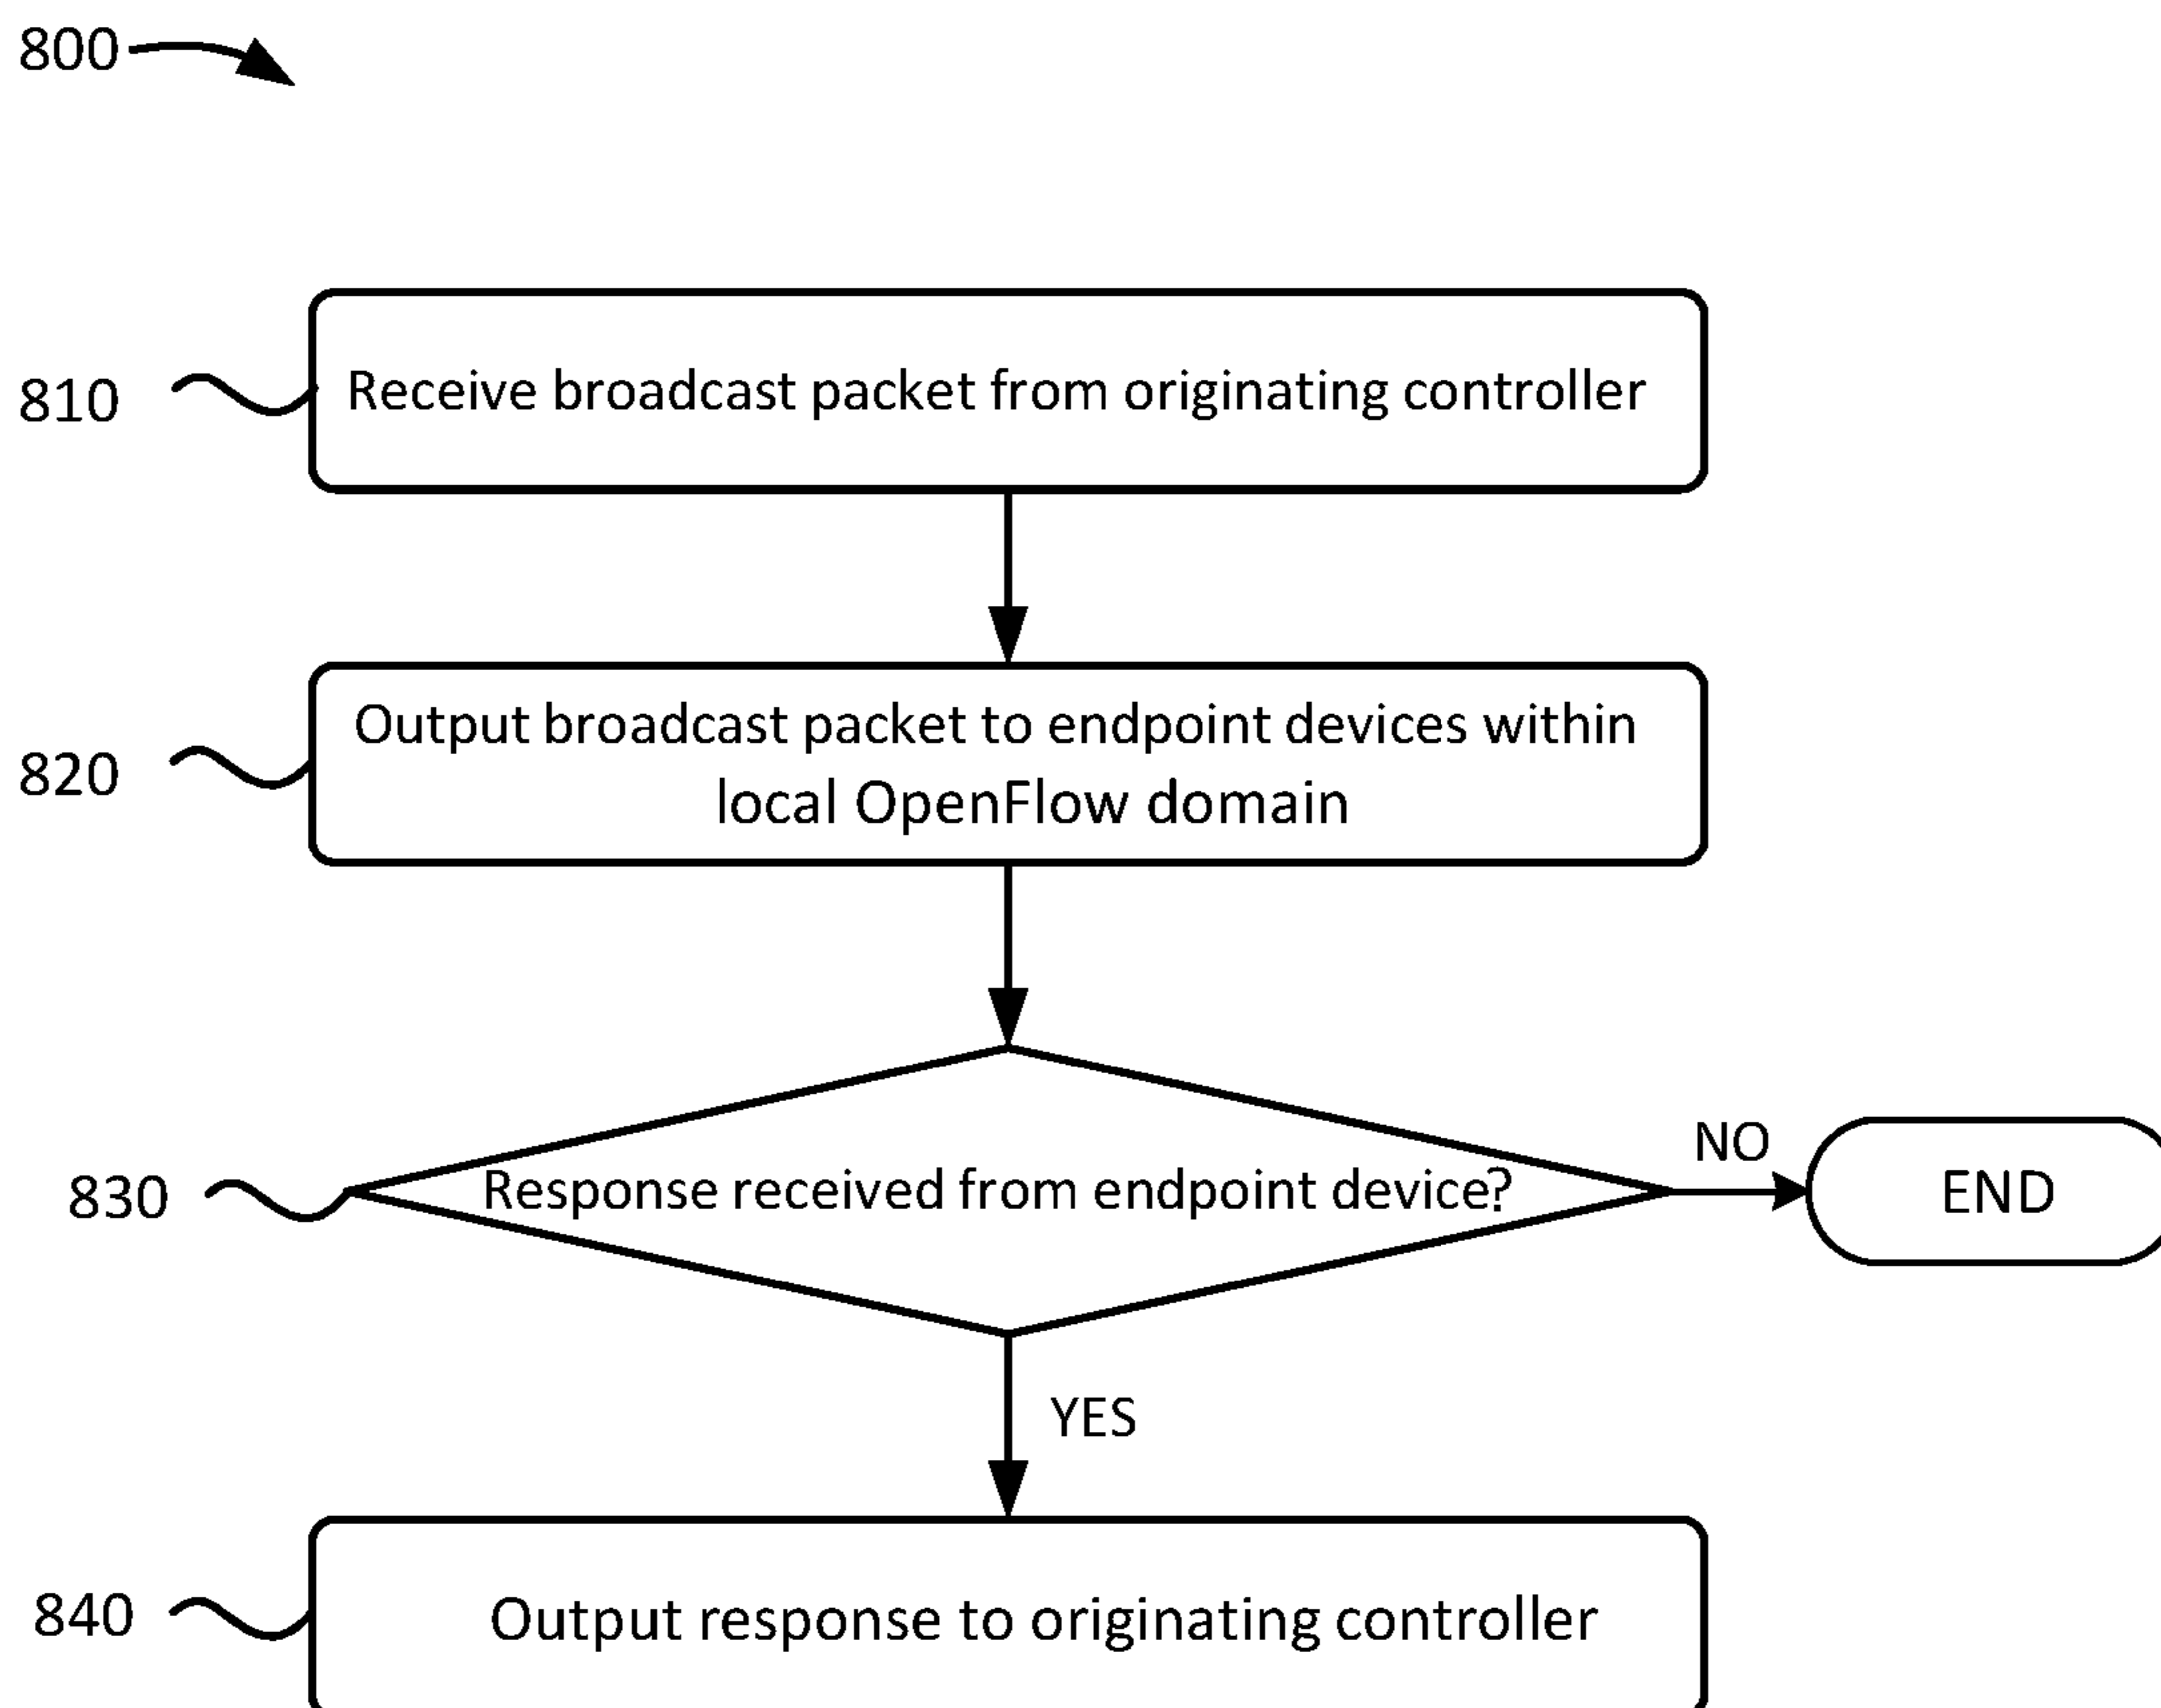 800
810
Receive broadcast packet from originating controller
820
Output broadcast packet to endpoint devices within
local OpenFlow domain
830
Response received from endpoint device?
NO
END
YES
840
Output response to originating controller